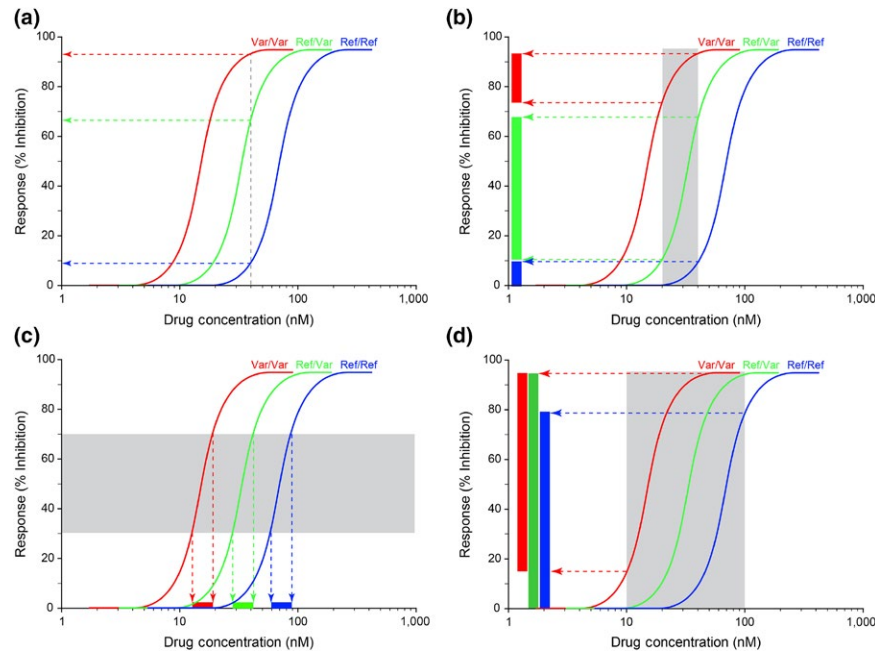 (a)
100
80
60
40
20
0
Response (% Inhibition)
Var/Var Ref/Var Ref/Ref
1 10 100 1,000
Drug concentration (nM)
(b)
100
80
60
40
20
0
Response (% Inhibition)
Var/Var Ref/Var Ref/Ref
1 10 100 1,000
Drug concentration (nM)
(c)
100
80
60
40
20
0
Response (% Inhibition)
Var/Var Ref/Var Ref/Ref
1 10 100 1,000
Drug concentration (nM)
(d)
100
80
60
40
20
0
Response (% Inhibition)
Var/Var Ref/Var Ref/Ref
1 10 100 1,000
Drug concentration (nM)